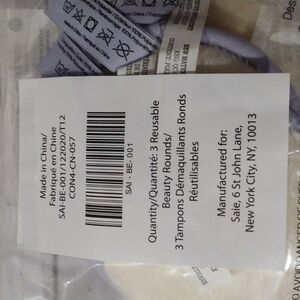 Made in China/
Fabriqué en Chine
SAI-BE-001/122020/T12
CON4-CN-057
SAI - BE- 001
Quantity/Quantité: 3 Reusable
Beauty Rounds/
3 Tampons Démaquillants Ronds
Réutilisables
Manufactured for:
Saie, 6 St John Lane,
New York City, NY, 10013